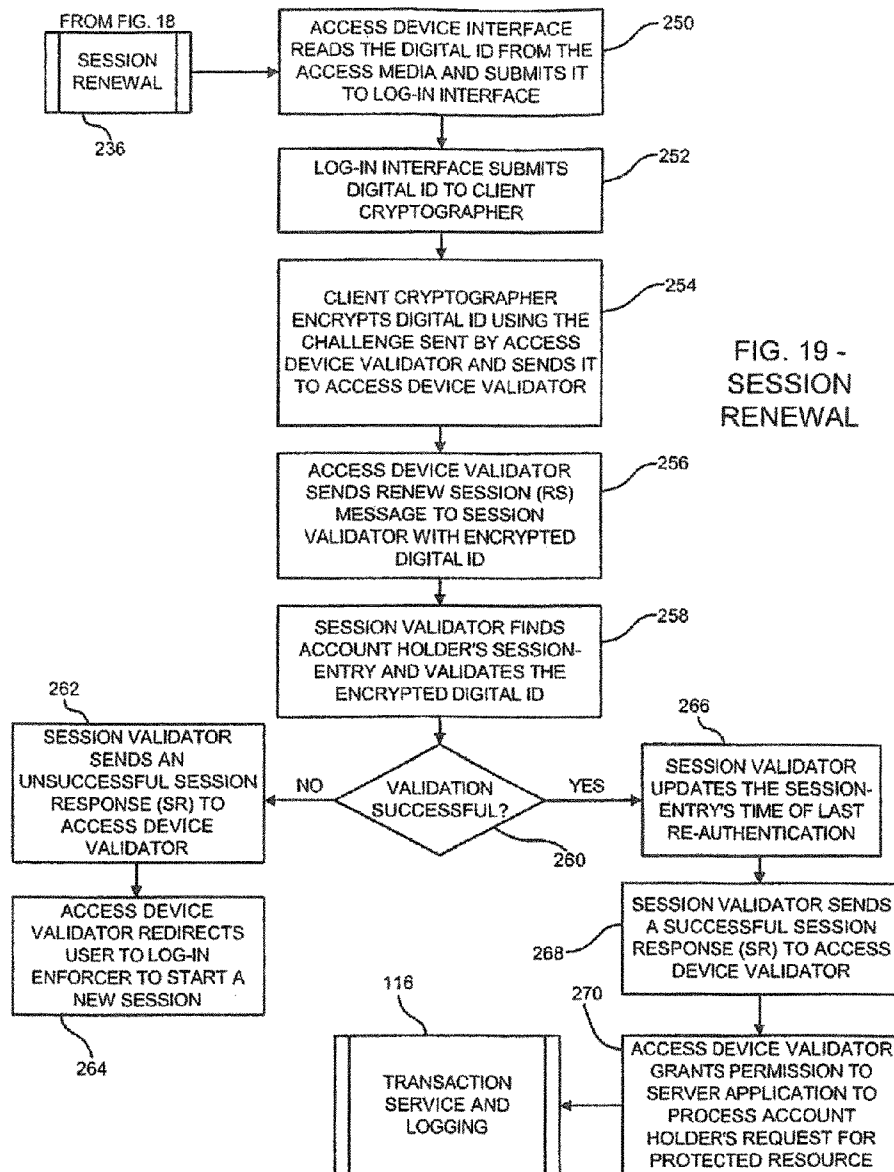 FROM FIG. 18
SESSION
RENEWAL
236
ACCESS DEVICE INTERFACE
READS THE DIGITAL ID FROM THE
ACCESS MEDIA AND SUBMITS IT
TO LOG-IN INTERFACE
250
LOG-IN INTERFACE SUBMITS
DIGITAL ID TO CLIENT
CRYPTOGRAPHER
252
CLIENT CRYPTOGRAPHER
ENCRYPTS DIGITAL ID USING THE
CHALLENGE SENT BY ACCESS
DEVICE VALIDATOR AND SENDS IT
TO ACCESS DEVICE VALIDATOR
254
FIG. 19 -
SESSION
RENEWAL
ACCESS DEVICE VALIDATOR
SENDS RENEW SESSION (RS)
MESSAGE TO SESSION
VALIDATOR WITH ENCRYPTED
DIGITAL ID
256
SESSION VALIDATOR FINDS
ACCOUNT HOLDER'S SESSION-
ENTRY AND VALIDATES THE
ENCRYPTED DIGITAL ID
258
VALIDATION
SUCCESSFUL?
260
NO
YES
262
SESSION VALIDATOR
SENDS AN
UNSUCCESSFUL SESSION
RESPONSE (SR) TO
ACCESS DEVICE
VALIDATOR
ACCESS DEVICE
VALIDATOR REDIRECTS
USER TO LOG-IN
ENFORCER TO START A
NEW SESSION
264
266
SESSION VALIDATOR
UPDATES THE SESSION-
ENTRY'S TIME OF LAST
RE-AUTHENTICATION
SESSION VALIDATOR SENDS
A SUCCESSFUL SESSION
RESPONSE (SR) TO ACCESS
DEVICE VALIDATOR
268
270
ACCESS DEVICE VALIDATOR
GRANTS PERMISSION TO
SERVER APPLICATION TO
PROCESS ACCOUNT
HOLDER'S REQUEST FOR
PROTECTED RESOURCE
116
TRANSACTION
SERVICE AND
LOGGING